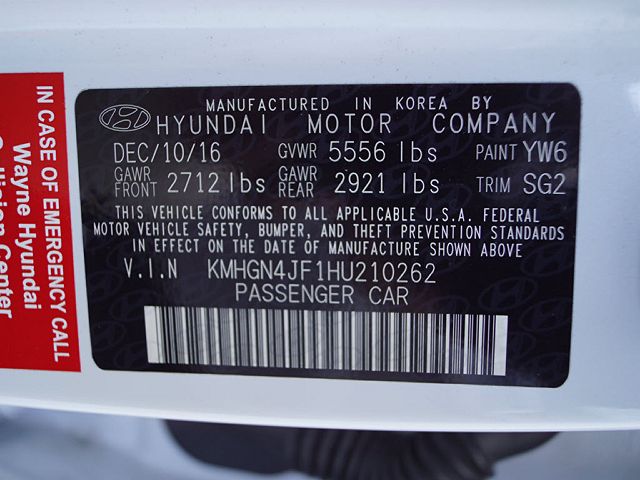 MANUFACTURED IN KOREA BY
HYUNDAI MOTOR COMPANY
DEC/10/16 GVWR 5556 lbs PAINT YW6
GAWR FRONT 2712 lbs GAWR REAR 2921 lbs TRIM SG2
THIS VEHICLE CONFORMS TO ALL APPLICABLE U.S.A. FEDERAL
MOTOR VEHICLE SAFETY, BUMPER, AND THEFT PREVENTION STANDARDS
IN EFFECT ON THE DATE OF MANUFACTURE SHOWN ABOVE
V.I.N KMHGN4JF1HU210262
PASSENGER CAR
IN CASE OF EMERGENCY CALL
Wayne Hyundai
Collision Center